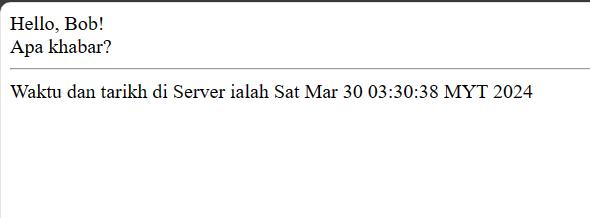 Hello, Bob!
Apa khabar?
Waktu dan tarikh di Server ialah Sat Mar 30 03:30:38 MYT 2024